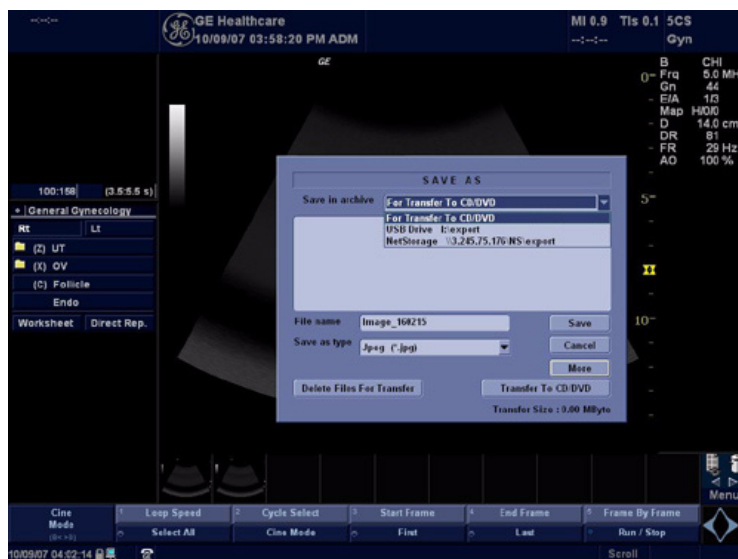 --:--:--
GE Healthcare
10/09/07 03:58:20 PM ADM
MI 0.9 TIs 0.1 5CS
--:--:-- Gyn
GE
B CHI
0 Frq 5.0 MH
Gn 44
E/A 1/3
Map H/0/0
D 14.0 cm
DR 81
FR 29 Hz
AO 100 %
100:158 (3.5:5.5 s)
General Gynecology
Rt Lt
(Z) UT
(X) OV
(C) Follicle
Endo
Worksheet Direct Rep.
5
10
SAVE AS
Save in archive For Transfer To CD/DVD
For Transfer To CD/DVD
USB Drive I:\export
NetStorage \\3.245.75.176\NS\export
File name Image_160215 Save
Save as type Jpeg (*.jpg) Cancel
More
Delete Files For Transfer Transfer To CD/DVD
Transfer Size : 0.00 MByte
Menu
Cine Mode
1 Loop Speed 2 Cycle Select 3 Start Frame 4 End Frame 5 Frame By Frame
Select All Cine Mode First Last Run / Stop
10/09/07 04:02:14
Scroll